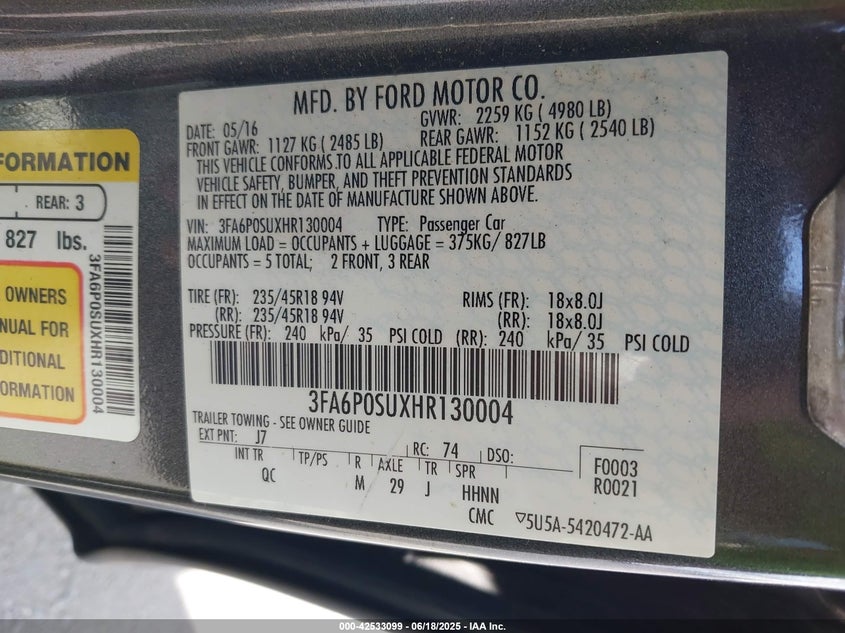 MFD. BY FORD MOTOR CO.
DATE: 05/16 GVWR: 2259 KG ( 4980 LB)
FRONT GAWR: 1127 KG ( 2485 LB) REAR GAWR: 1152 KG ( 2540 LB)
THIS VEHICLE CONFORMS TO ALL APPLICABLE FEDERAL MOTOR
VEHICLE SAFETY, BUMPER, AND THEFT PREVENTION STANDARDS
IN EFFECT ON THE DATE OF MANUFACTURE SHOWN ABOVE.
VIN: 3FA6P0SUXHR130004 TYPE: Passenger Car
MAXIMUM LOAD = OCCUPANTS + LUGGAGE = 375KG/ 827LB
OCCUPANTS = 5 TOTAL; 2 FRONT, 3 REAR
TIRE (FR): 235/45R18 94V RIMS (FR): 18x8.0J
(RR): 235/45R18 94V (RR): 18x8.0J
PRESSURE (FR): 240 kPa/ 35 PSI COLD (RR): 240 kPa/ 35 PSI COLD
3FA6P0SUXHR130004
TRAILER TOWING - SEE OWNER GUIDE
EXT PNT: J7 RC: 74 DSO:
INT TR TP/PS R AXLE TR SPR
QC M 29 J HHNN
F0003
R0021
CMC ▽5U5A-5420472-AA
FORMATION
REAR: 3
827 lbs.
OWNERS
NUAL FOR
DITIONAL
ORMATION
3FA6P0SUXHR130004
000-42533099 - 06/18/2025 - IAA Inc.